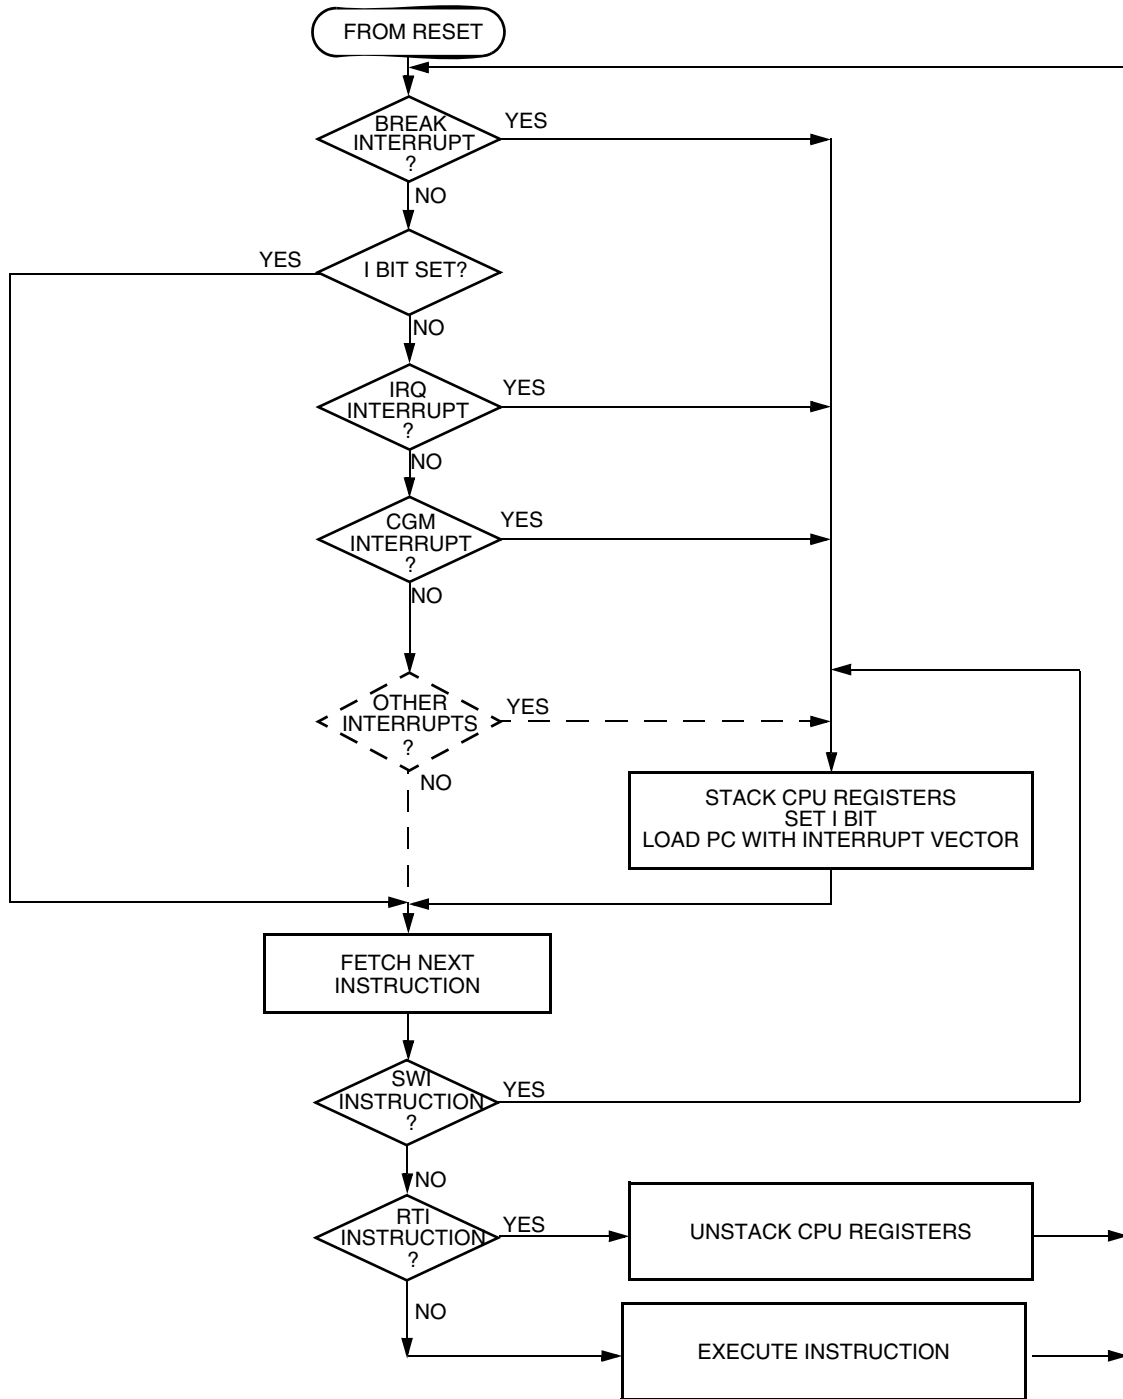 FROM RESET
BREAK
INTERRUPT
?
YES
NO
I BIT SET?
YES
NO
IRQ
INTERRUPT
?
YES
NO
CGM
INTERRUPT
?
YES
NO
OTHER
INTERRUPTS
?
YES
NO
STACK CPU REGISTERS
SET I BIT
LOAD PC WITH INTERRUPT VECTOR
FETCH NEXT
INSTRUCTION
SWI
INSTRUCTION
?
YES
NO
RTI
INSTRUCTION
?
YES
UNSTACK CPU REGISTERS
NO
EXECUTE INSTRUCTION